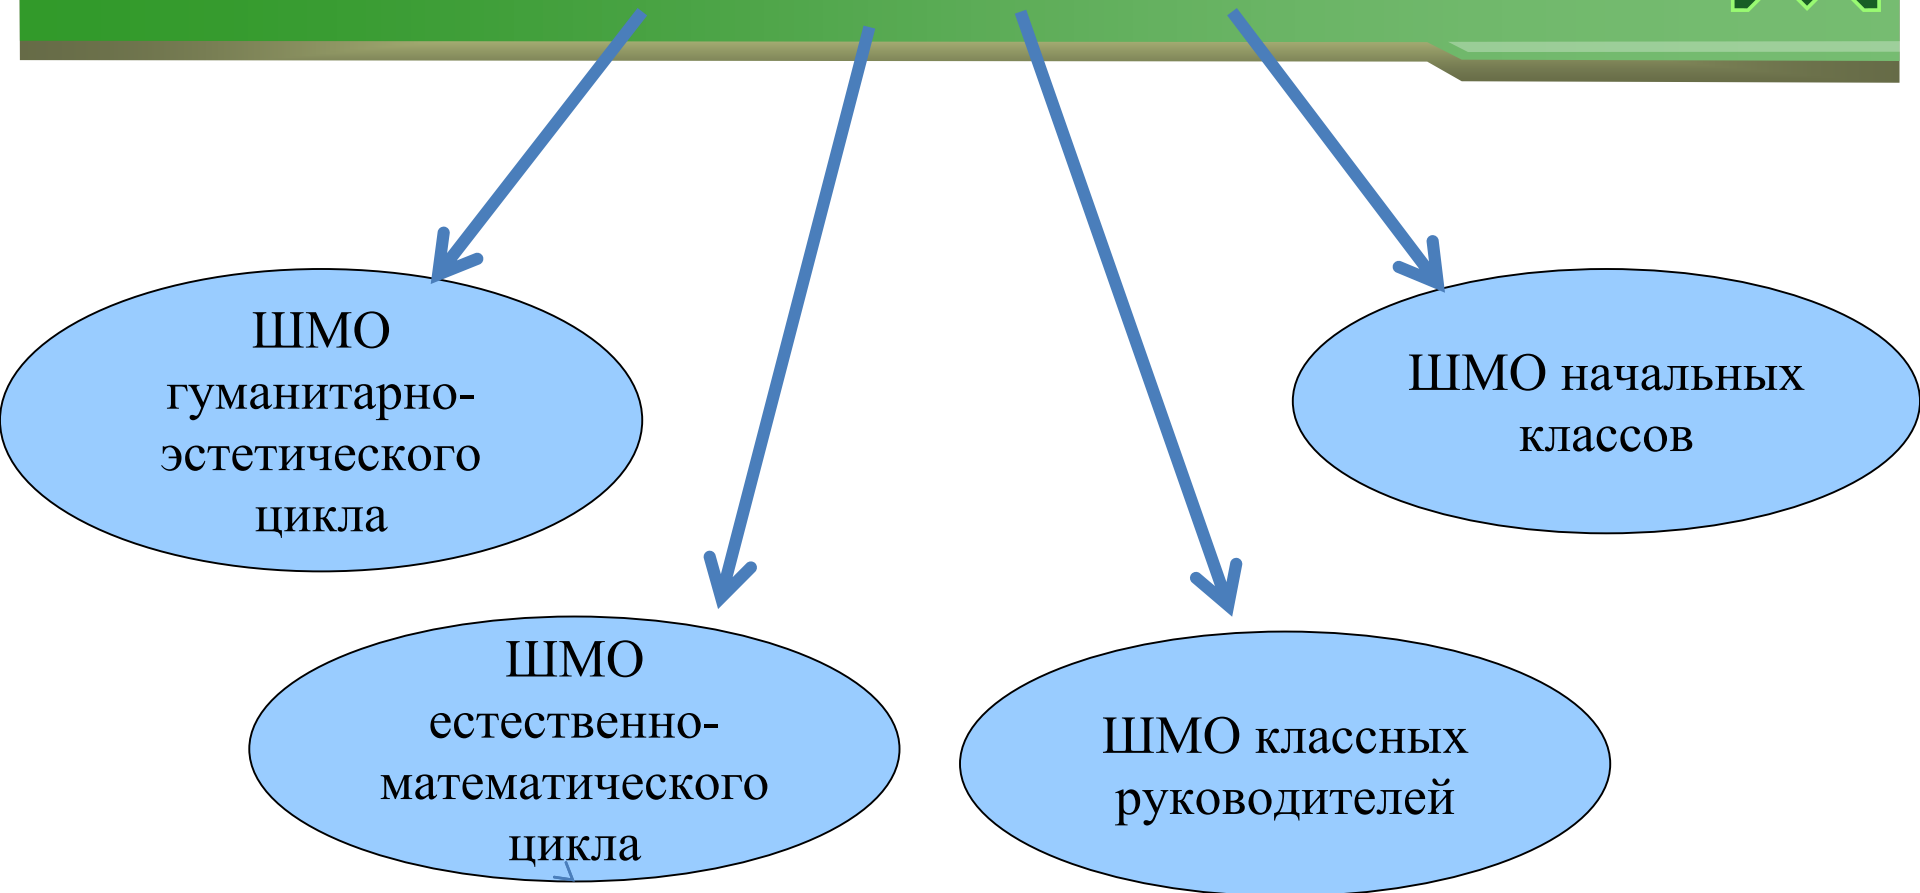 ШМО
гуманитарно-
эстетического
цикла
ШМО начальных
классов
ШМО
естественно-
математического
цикла
ШМО классных
руководителей